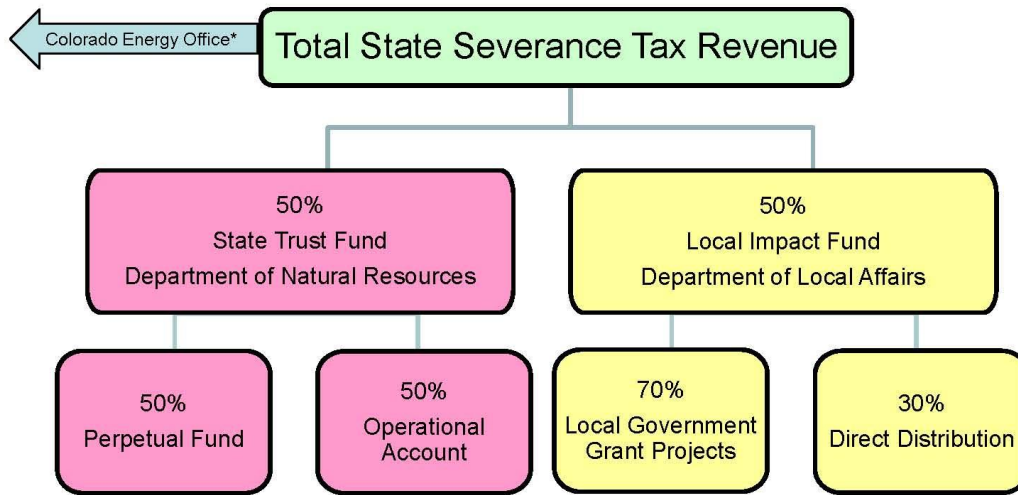 Colorado Energy Office*
Total State Severance Tax Revenue
50%
State Trust Fund
Department of Natural Resources
50%
Local Impact Fund
Department of Local Affairs
50%
Perpetual Fund
50%
Operational
Account
70%
Local Government
Grant Projects
30%
Direct Distribution